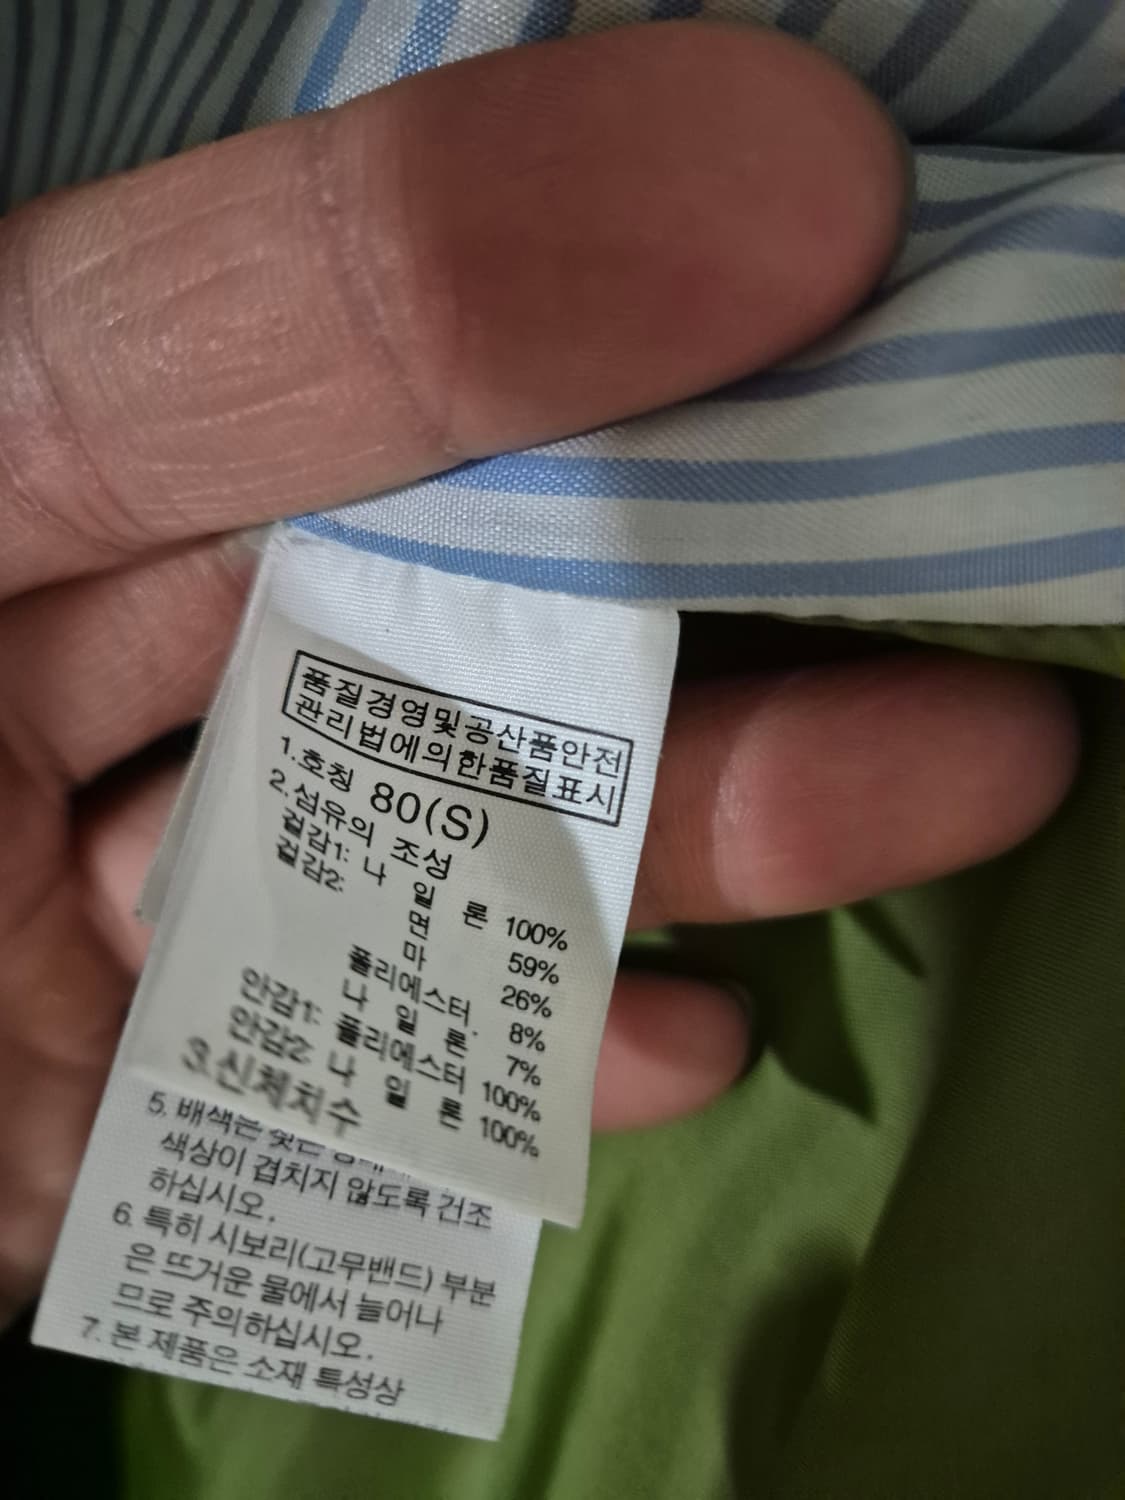 품질경영및공산품안전
관리법에의한품질표시
1.호칭 80(S)
2.섬유의 조성
겉감1: 나 일 론 100%
겉감2: 면 59%
마 26%
폴리에스터. 8%
나 일 론 7%
안감1: 폴리에스터 100%
안감2: 나 일 론 100%
3.신체치수
5. 배색은 젖은
색상이 겹치지 않도록 건조
하십시오.
6. 특히 시보리(고무밴드) 부분
은 뜨거운 물에서 늘어나
므로 주의하십시오.
7. 본 제품은 소재 특성상